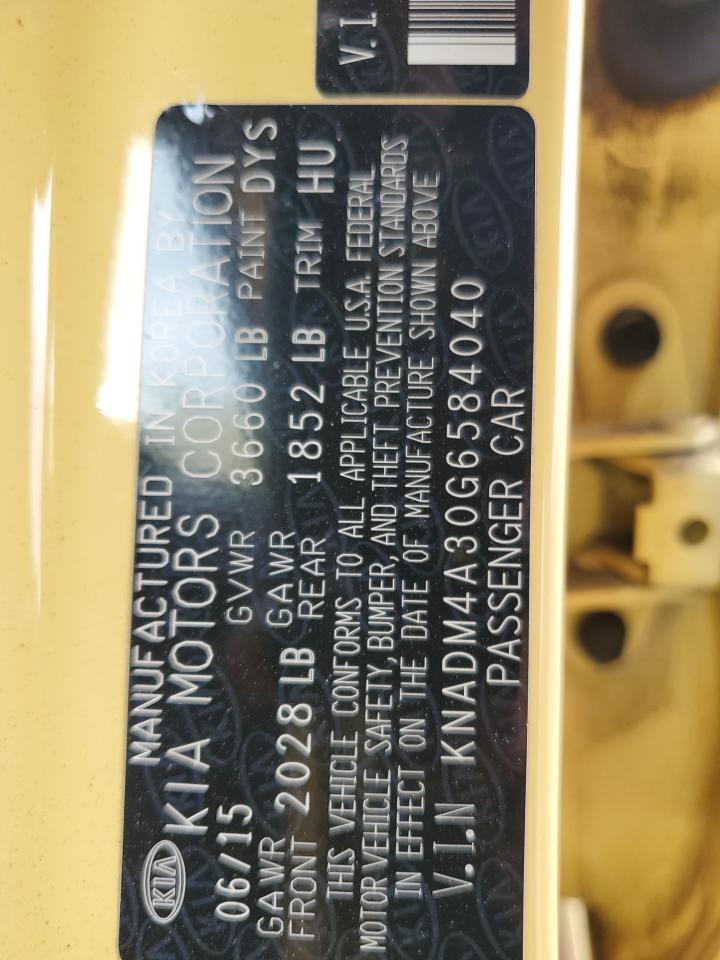 MANUFACTURED IN KOREA BY
KIA KIA MOTORS CORPORATION
06/15 GVWR 3660 LB PAINT DYS
GAWR FRONT 2028 LB GAWR REAR 1852 LB TRIM HU
THIS VEHICLE CONFORMS TO ALL APPLICABLE U.S.A. FEDERAL
MOTOR VEHICLE SAFETY, BUMPER, AND THEFT PREVENTION STANDARDS
IN EFFECT ON THE DATE OF MANUFACTURE SHOWN ABOVE
V.I.N KNADM4A30G6584040
PASSENGER CAR
V.I.